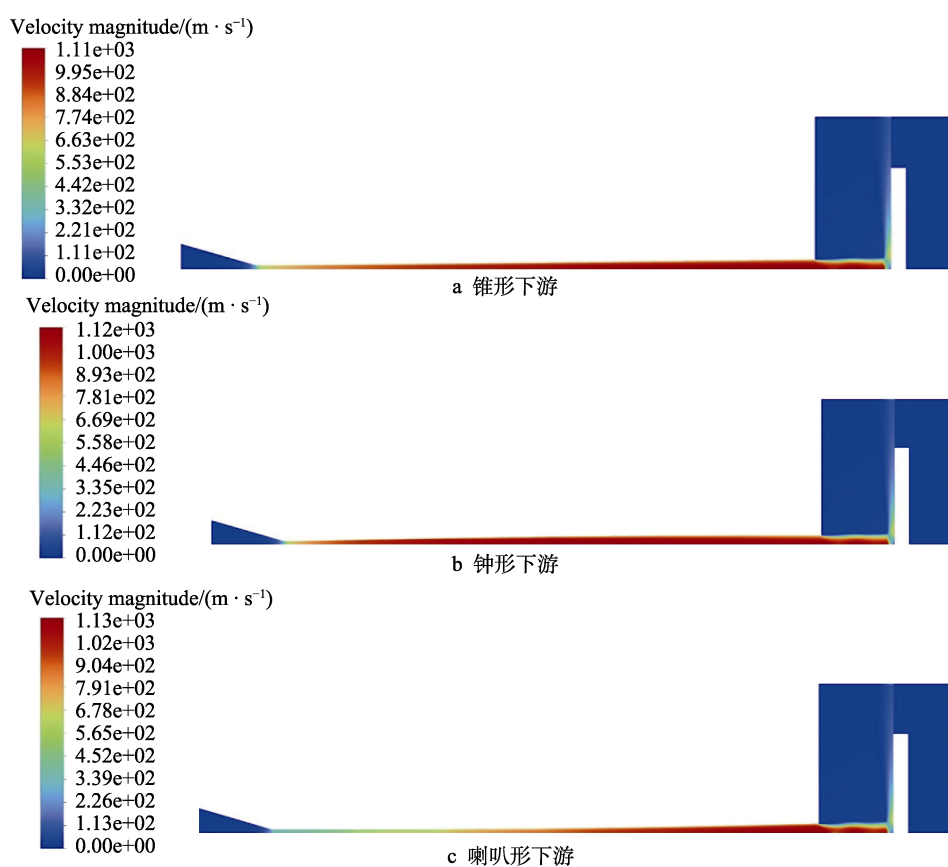 Velocity magnitude/(m · s⁻¹)
1.11e+03
9.95e+02
8.84e+02
7.74e+02
6.63e+02
5.53e+02
4.42e+02
3.32e+02
2.21e+02
1.11e+02
0.00e+00
a 锥形下游
Velocity magnitude/(m · s⁻¹)
1.12e+03
1.00e+03
8.93e+02
7.81e+02
6.69e+02
5.58e+02
4.46e+02
3.35e+02
2.23e+02
1.12e+02
0.00e+00
b 钟形下游
Velocity magnitude/(m · s⁻¹)
1.13e+03
1.02e+03
9.04e+02
7.91e+02
6.78e+02
5.65e+02
4.52e+02
3.39e+02
2.26e+02
1.13e+02
0.00e+00
c 喇叭形下游